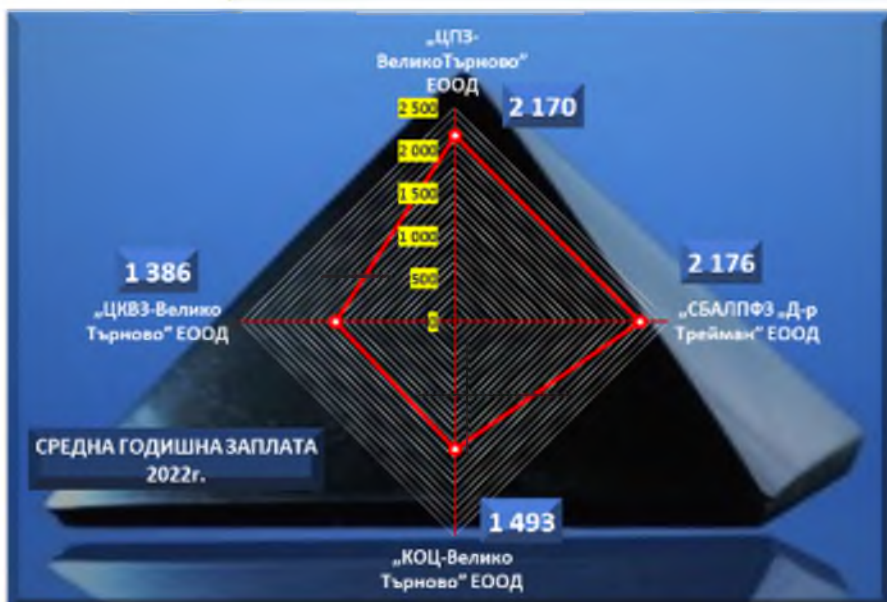 „ЦПЗ-
ВеликоТърново”
ЕООД
2 170
2 500
2 000
1 500
1 000
500
0
1 386
„ЦКВЗ-Велико
Търново” ЕООД
2 176
„СБАЛПФЗ „Д-р
Трейман” ЕООД
СРЕДНА ГОДИШНА ЗАПЛАТА
2022г.
1 493
„КОЦ-Велико
Търново” ЕООД